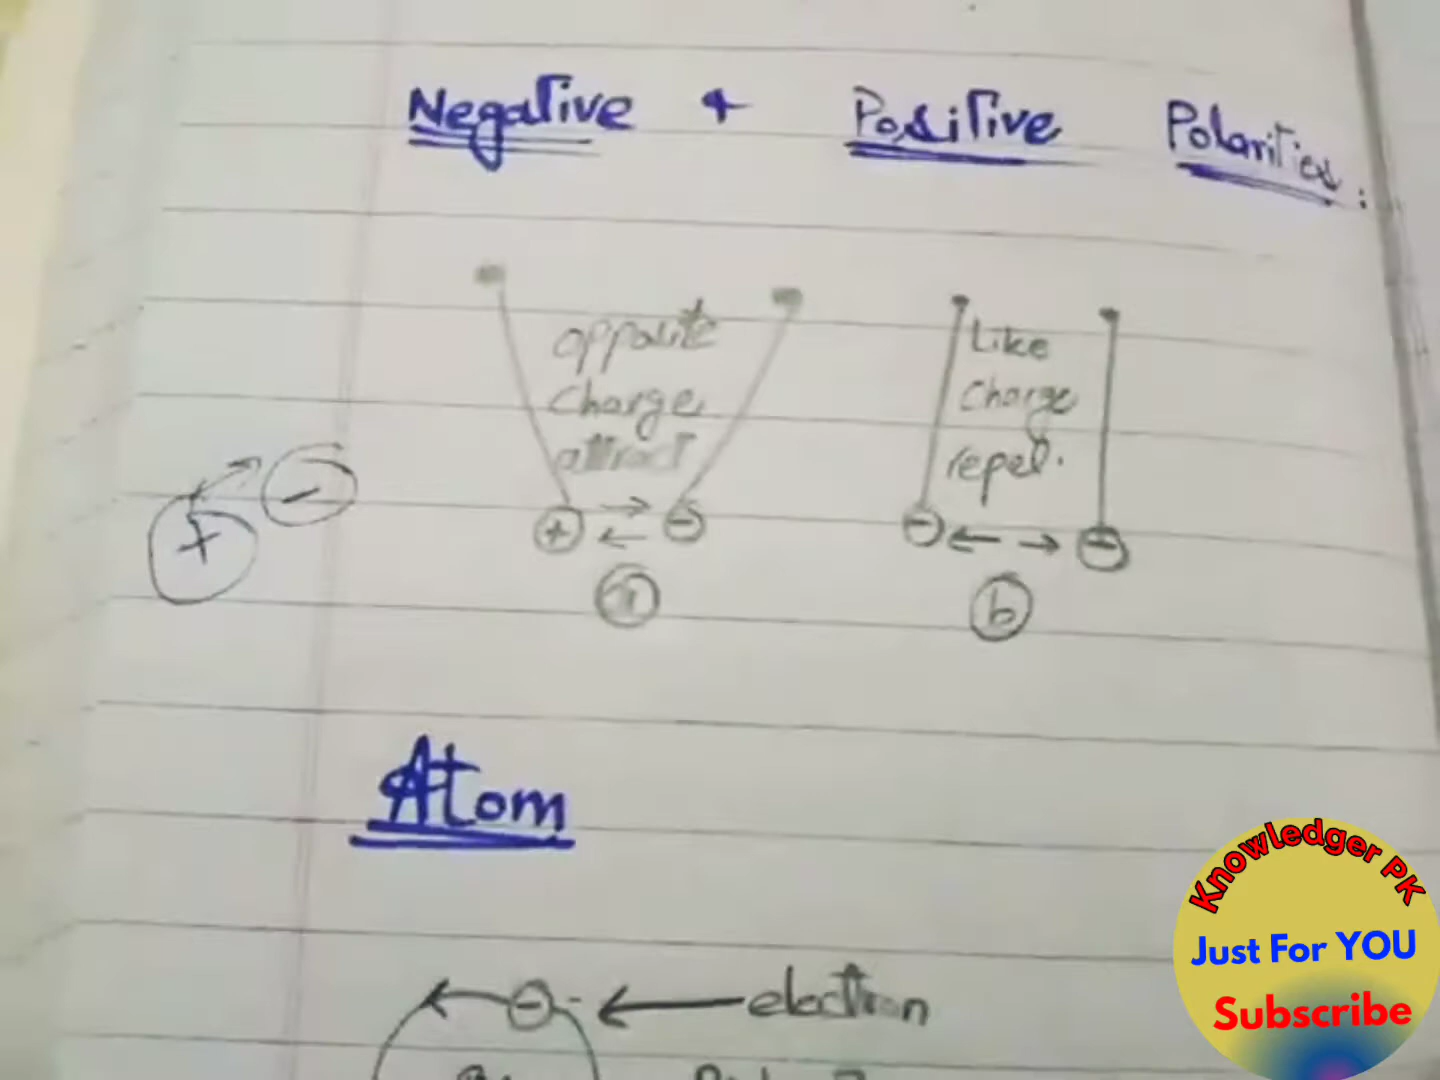 Negative + Positive Polarities:
opposite
charge
attract
+ → ← -
a
Like
Charge
repel.
- ← → -
b
+ -
Atom
- ← electron
Knowledger PK
Just For YOU
Subscribe